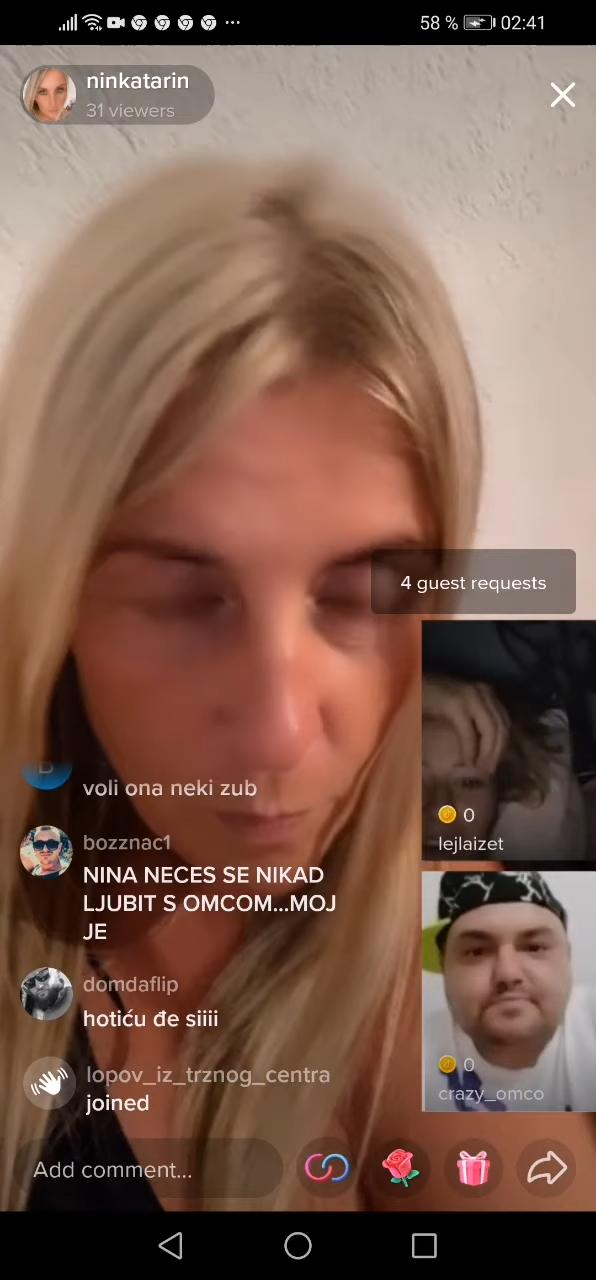 58 % 02:41
ninkatarin
31 viewers
4 guest requests
0
lejlaizet
voli ona neki zub
bozznac1
NINA NECES SE NIKAD
LJUBIT S OMCOM...MOJ
JE
domdaflip
hotiću đe siiii
0
crazy_omco
lopov_iz_trznog_centra
joined
Add comment...